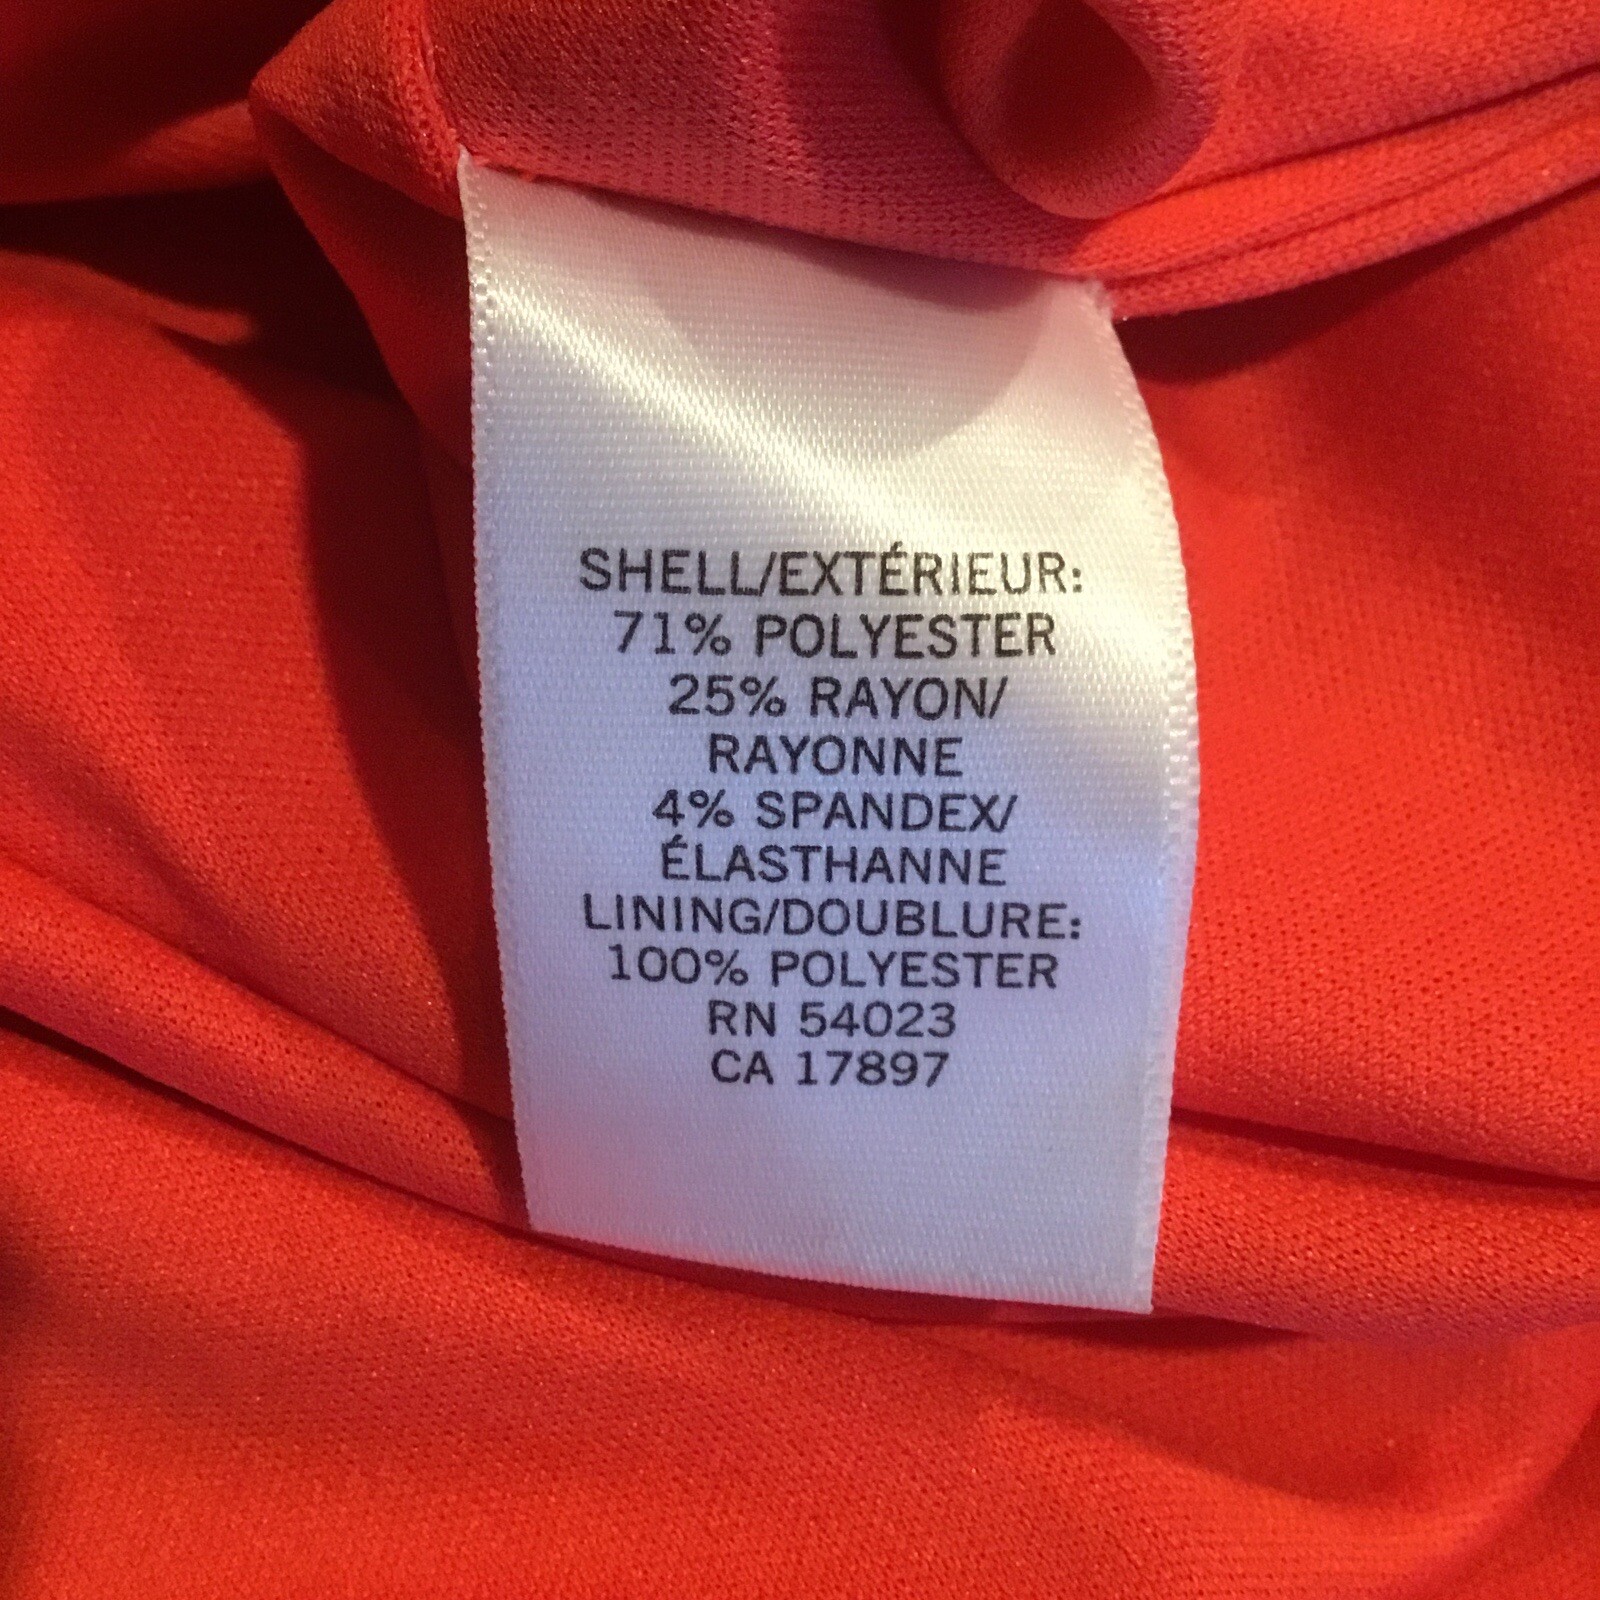 SHELL/EXTÉRIEUR:
71% POLYESTER
25% RAYON/
RAYONNE
4% SPANDEX/
ÉLASTHANNE
LINING/DOUBLURE:
100% POLYESTER
RN 54023
CA 17897